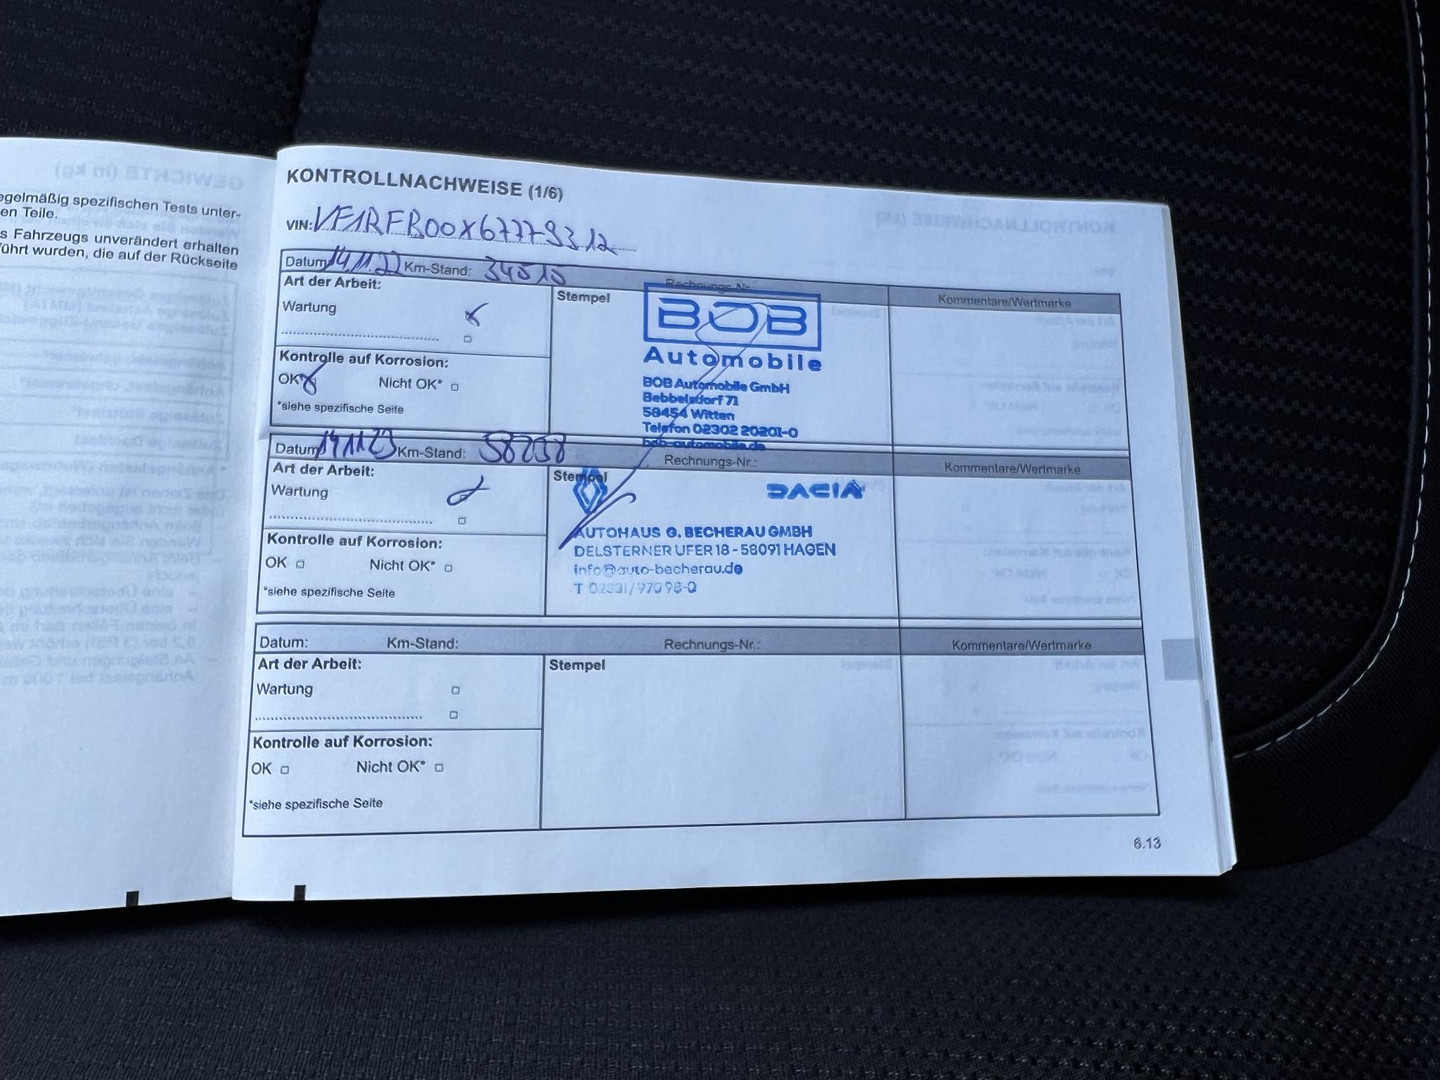 egelmäßig spezifischen Tests unter-
en Teile.
s Fahrzeugs unverändert erhalten
führt wurden, die auf der Rückseite
KONTROLLNACHWEISE (1/6)
VIN: VF1RFB00X67779312
Datum: 14.11.22 Km-Stand: 34510 Rechnungs-Nr.
Art der Arbeit:
Wartung
Stempel
Kommentare/Wertmarke
BOB
Automobile
BOB Automobile GmbH
Bebbelsdorf 71
58454 Witten
Telefon 02302 20201-0
bob-automobile.de
Kontrolle auf Korrosion:
OK Nicht OK*
*siehe spezifische Seite
Datum: 14.11.23 Km-Stand: 58238 Rechnungs-Nr.:
Kommentare/Wertmarke
Art der Arbeit:
Wartung
Stempel
DACIA
AUTOHAUS G. BECHERAU GMBH
DELSTERNER UFER 18 - 58091 HAGEN
info@auto-becherau.de
T 02331/97098-0
Kontrolle auf Korrosion:
OK Nicht OK*
*siehe spezifische Seite
Datum: Km-Stand: Rechnungs-Nr.: Kommentare/Wertmarke
Art der Arbeit:
Wartung
Stempel
Kontrolle auf Korrosion:
OK Nicht OK*
*siehe spezifische Seite
6.13